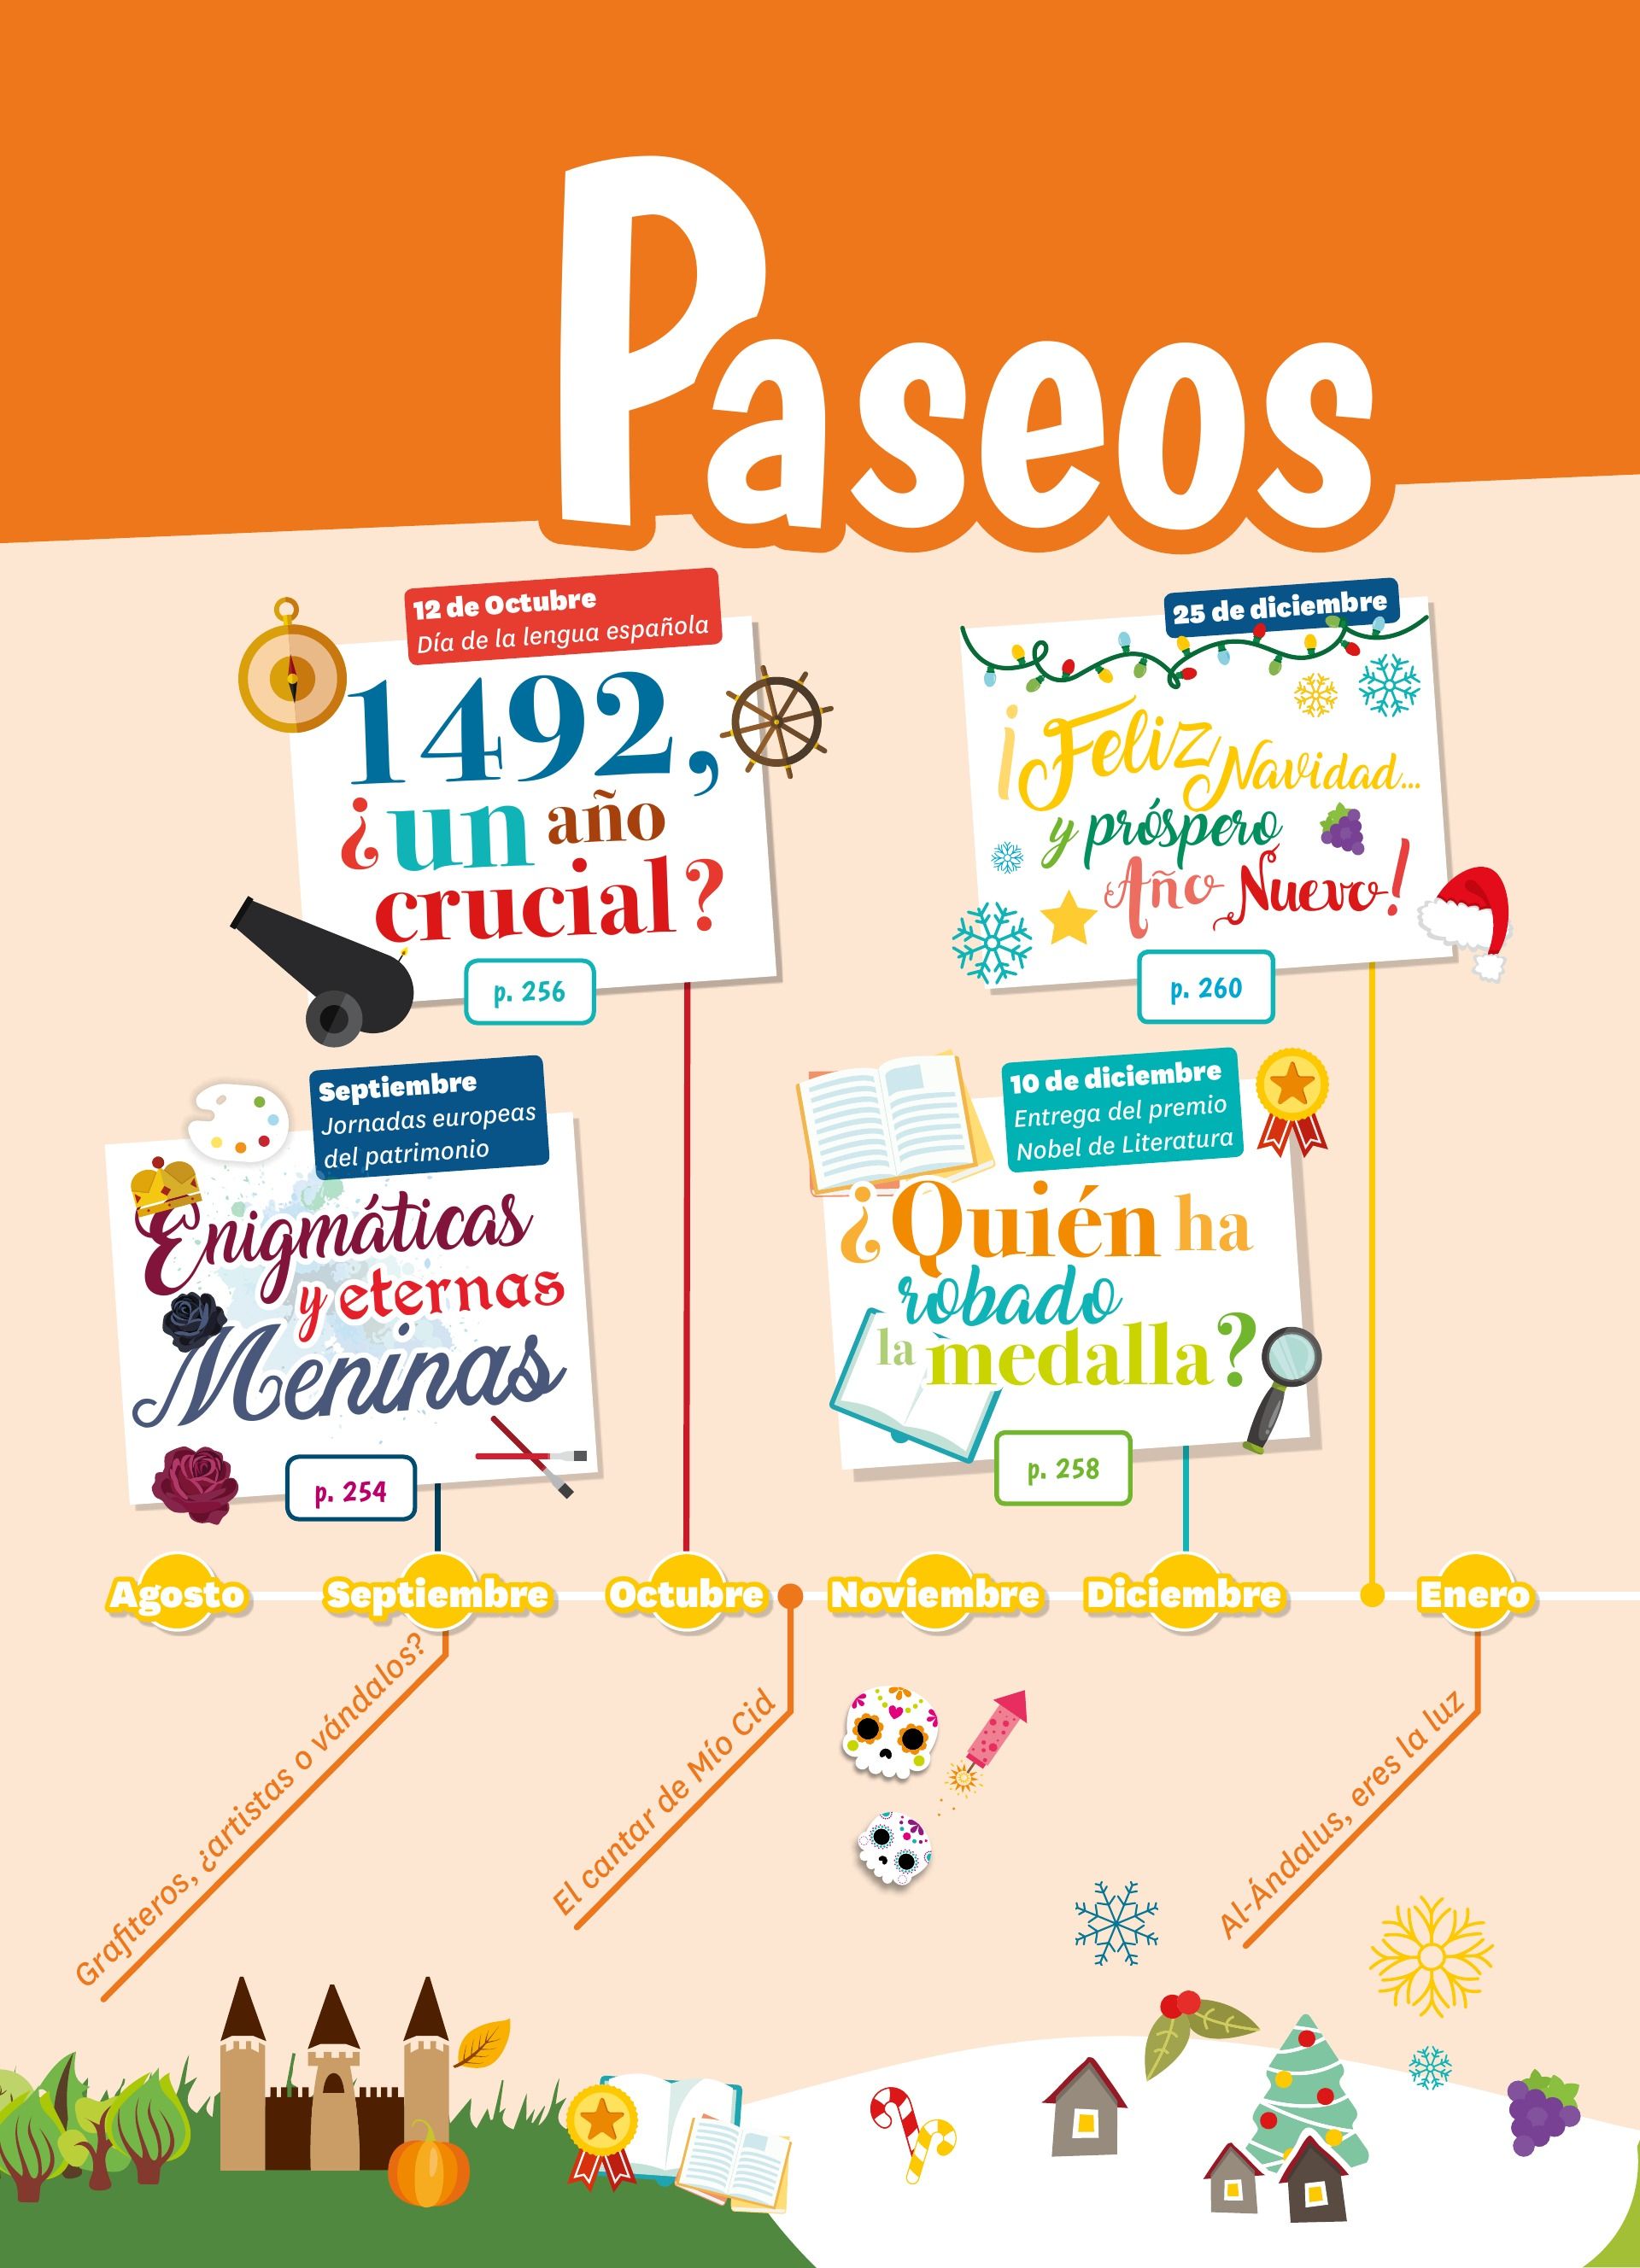 Paseos
12 de Octubre
Día de la lengua española
1492,
¿un año
crucial?
p. 256
25 de diciembre
¡Feliz Navidad...
y próspero
Año Nuevo!
p. 260
Septiembre
Jornadas europeas
del patrimonio
Enigmáticas
y eternas
Meninas
p. 254
10 de diciembre
Entrega del premio
Nobel de Literatura
¿Quién ha
robado
la medalla?
p. 258
Agosto
Septiembre
Octubre
Noviembre
Diciembre
Enero
Grafiteros, ¿artistas o vándalos?
El cantar de Mío Cid
Al-Ándalus, eres la luz